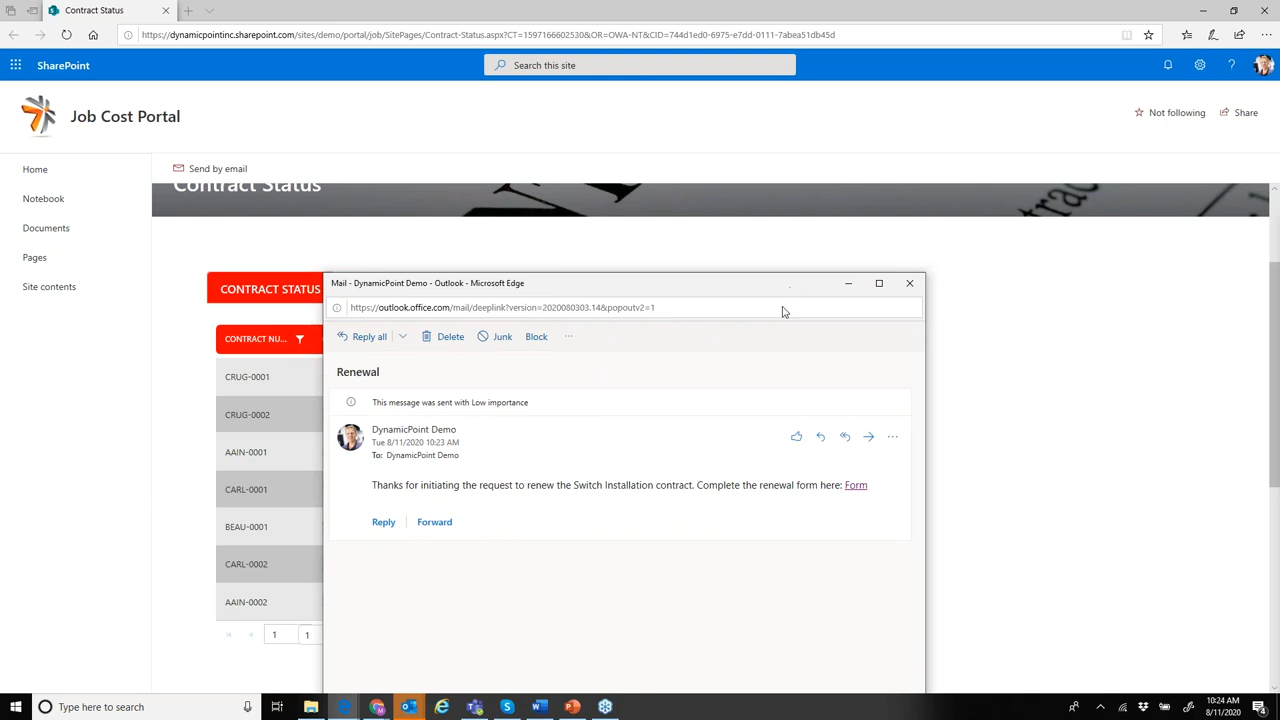 Contract Status
https://dynamicpointinc.sharepoint.com/sites/demo/portal/job/SitePages/Contract-Status.aspx?CT=1597166602530&OR=OWA-NT&CID=744d1ed0-6975-e7dd-0111-7abea51db45d
SharePoint
Search this site
Job Cost Portal
Not following
Share
Home
Notebook
Documents
Pages
Site contents
Send by email
Contract Status
CONTRACT STATUS
CONTRACT NU...
CRUG-0001
CRUG-0002
AAIN-0001
CARL-0001
BEAU-0001
CARL-0002
AAIN-0002
1
1
Mail - DynamicPoint Demo - Outlook - Microsoft Edge
https://outlook.office.com/mail/deeplink?version=2020080303.14&popoutv2=1
Reply all
Delete
Junk
Block
Renewal
This message was sent with Low importance
DynamicPoint Demo
Tue 8/11/2020 10:23 AM
To: DynamicPoint Demo
Thanks for initiating the request to renew the Switch Installation contract. Complete the renewal form here: Form
Reply
Forward
Type here to search
10:24 AM
8/11/2020
4